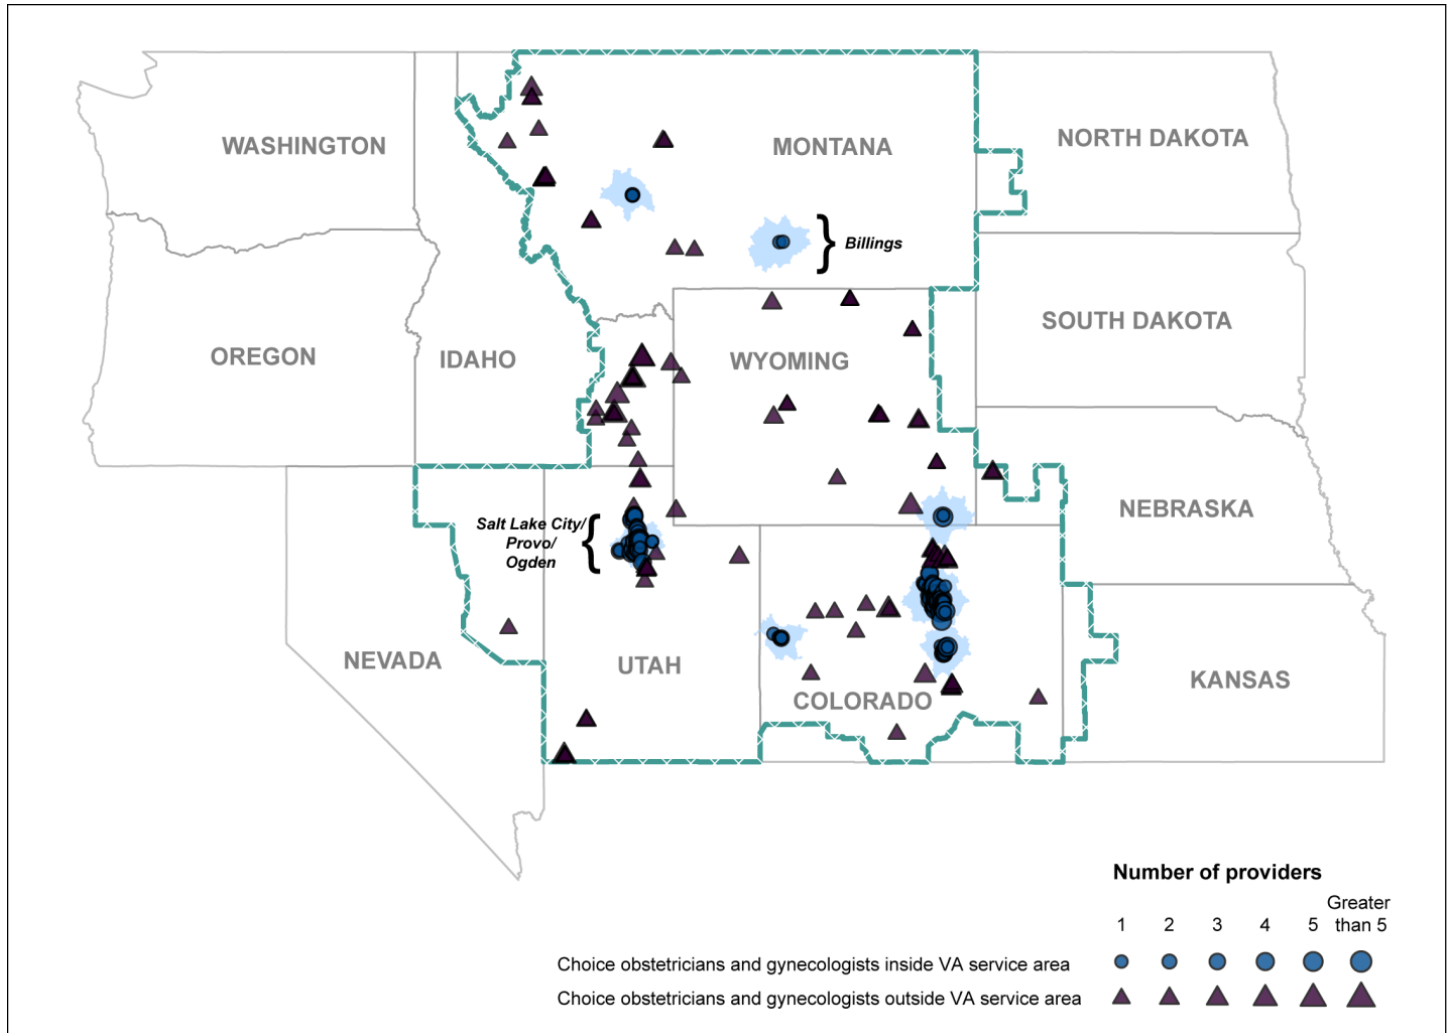 WASHINGTON
MONTANA
NORTH DAKOTA
Billings
OREGON
IDAHO
WYOMING
SOUTH DAKOTA
Salt Lake City/
Provo/
Ogden
NEBRASKA
NEVADA
UTAH
COLORADO
KANSAS
Number of providers
Greater
1 2 3 4 5 than 5
Choice obstetricians and gynecologists inside VA service area
Choice obstetricians and gynecologists outside VA service area